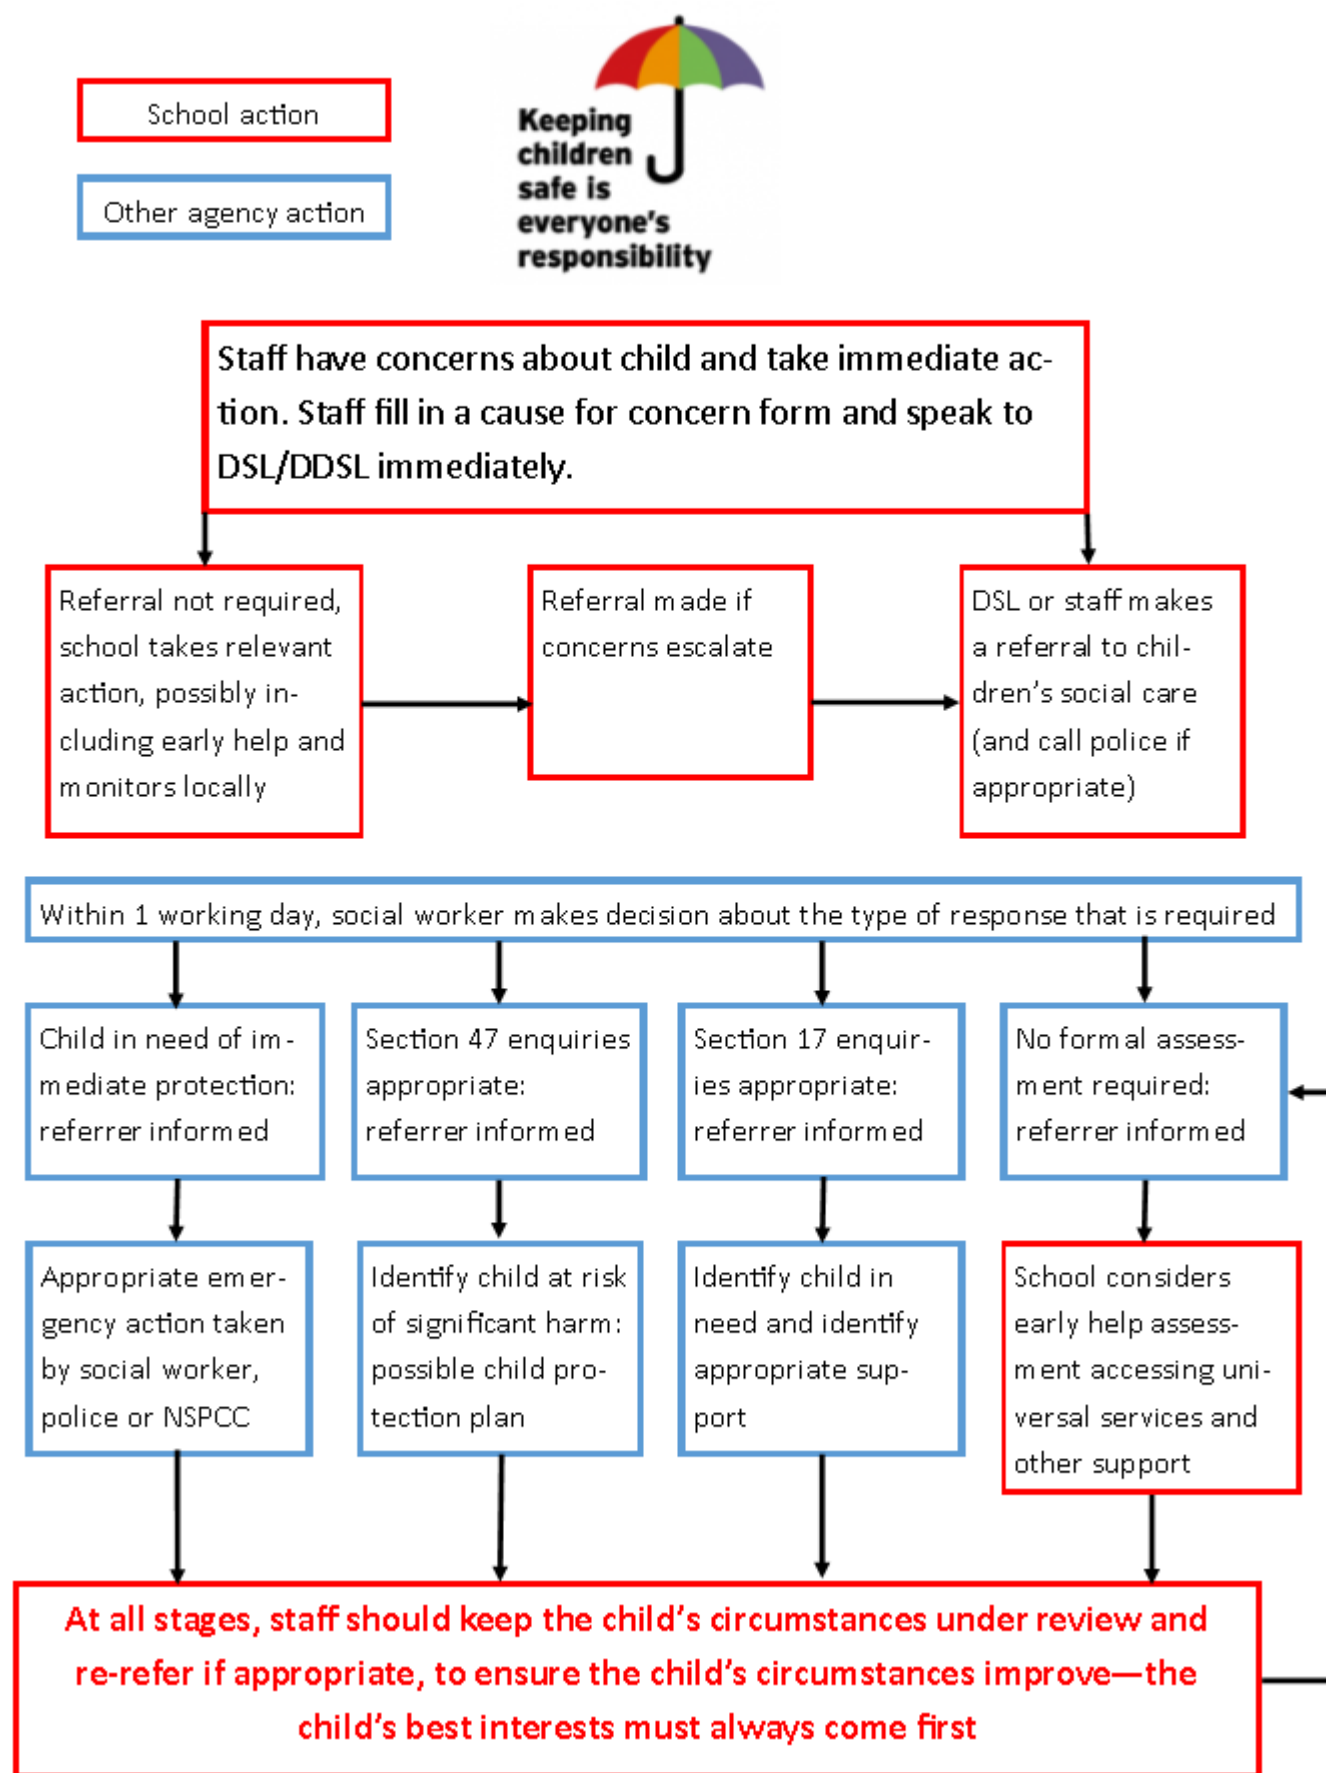 School action
Other agency action
Keeping
children
safe is
everyone's
responsibility
Staff have concerns about child and take immediate ac-
tion. Staff fill in a cause for concern form and speak to
DSL/DDSL immediately.
Referral not required,
school takes relevant
action, possibly in-
cluding early help and
monitors locally
Referral made if
concerns escalate
DSL or staff makes
a referral to chil-
dren's social care
(and call police if
appropriate)
Within 1 working day, social worker makes decision about the type of response that is required
Child in need of im-
mediate protection:
referrer informed
Section 47 enquiries
appropriate:
referrer informed
Section 17 enquir-
ies appropriate:
referrer informed
No formal assess-
ment required:
referrer informed
Appropriate emer-
gency action taken
by social worker,
police or NSPCC
Identify child at risk
of significant harm:
possible child pro-
tection plan
Identify child in
need and identify
appropriate sup-
port
School considers
early help assess-
ment accessing uni-
versal services and
other support
At all stages, staff should keep the child's circumstances under review and
re-refer if appropriate, to ensure the child's circumstances improve—the
child's best interests must always come first